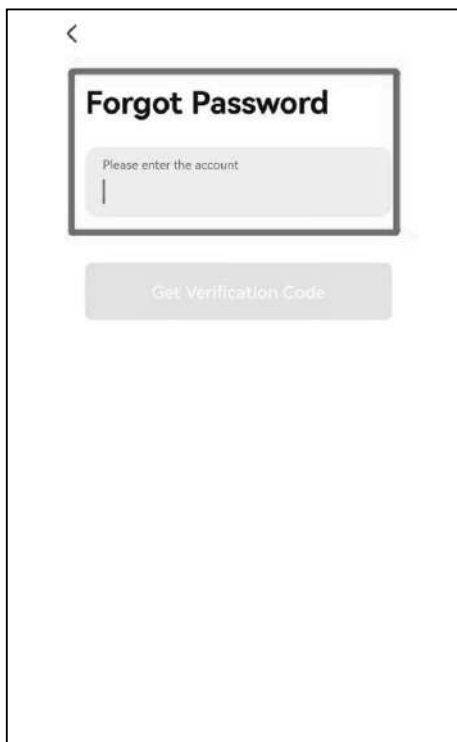 Forgot Password
Please enter the account
Get Verification Code